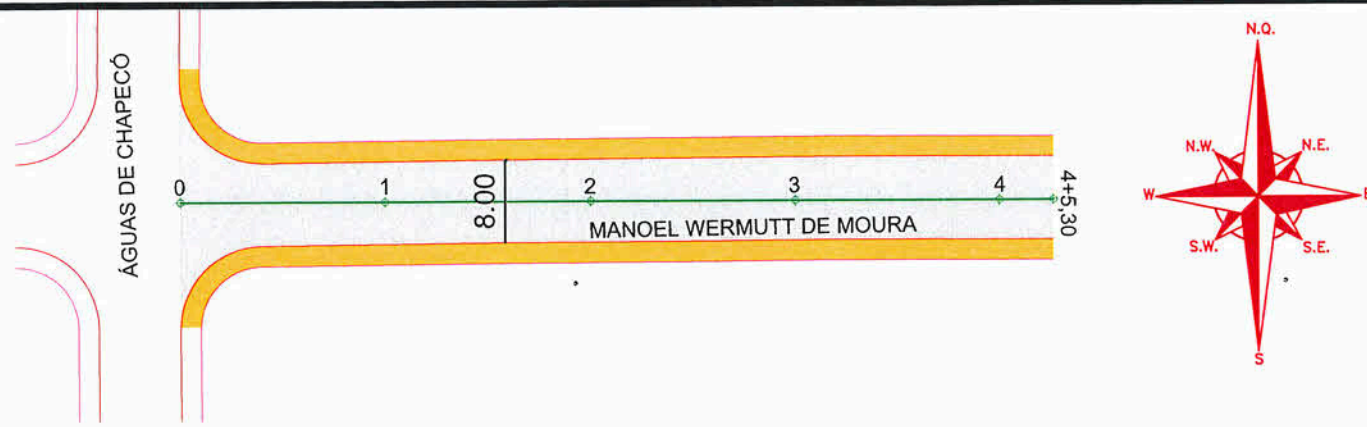 ÁGUAS DE CHAPECÓ
0
1
2
3
4
4+5,30
8.00
MANOEL WERMUTT DE MOURA
N.Q.
N.W.
N.E.
W
E
S.W.
S.E.
S